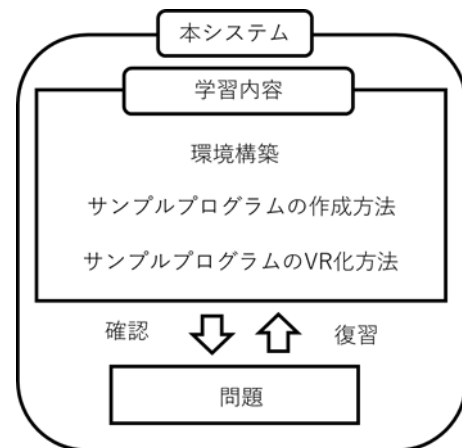 本システム
学習内容
環境構築
サンプルプログラムの作成方法
サンプルプログラムのVR化方法
確認
復習
問題